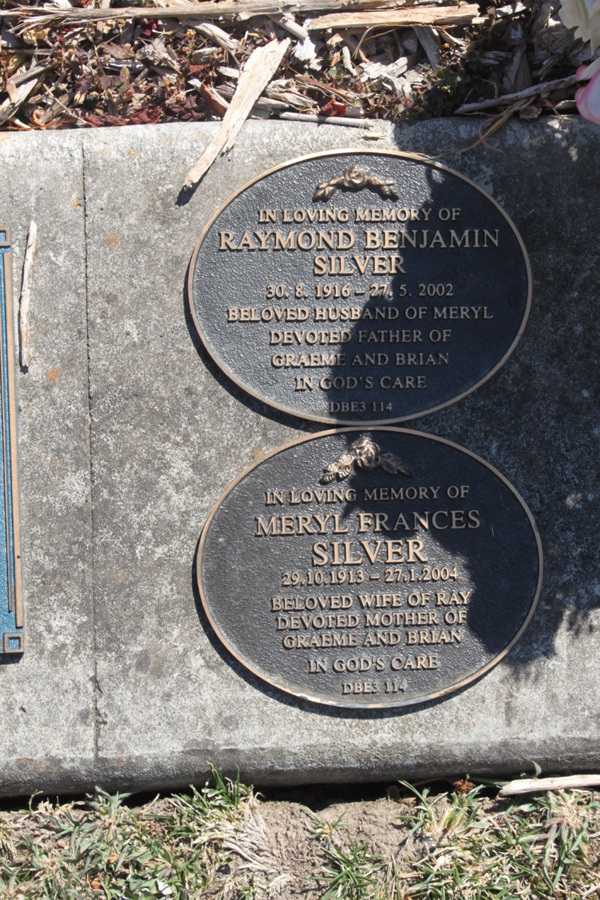 IN LOVING MEMORY OF
RAYMOND BENJAMIN
SILVER
30. 8. 1916 – 27. 5. 2002
BELOVED HUSBAND OF MERYL
DEVOTED FATHER OF
GRAEME AND BRIAN
IN GOD'S CARE
DBE3 114
IN LOVING MEMORY OF
MERYL FRANCES
SILVER
29.10.1913 – 27.1.2004
BELOVED WIFE OF RAY
DEVOTED MOTHER OF
GRAEME AND BRIAN
IN GOD'S CARE
DBE3 114